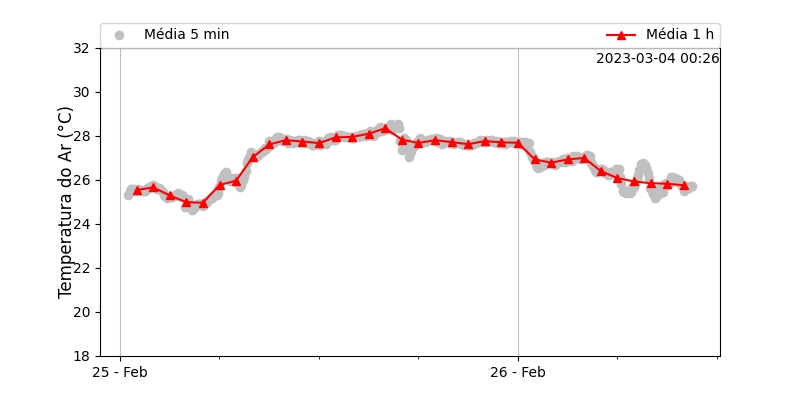 Média 5 min
Média 1 h
2023-03-04 00:26
Temperatura do Ar (°C)
32
30
28
26
24
22
20
18
25 - Feb
26 - Feb